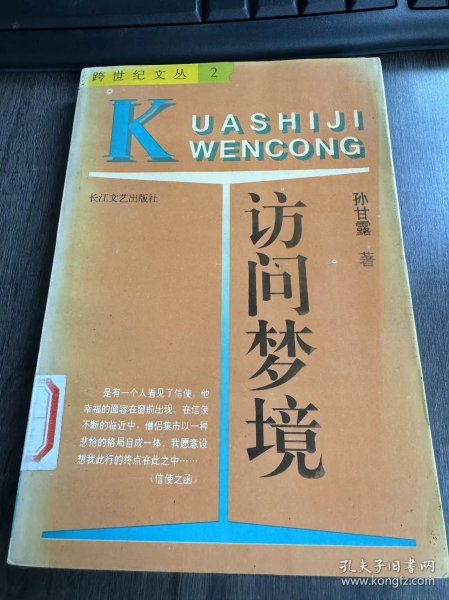 跨世纪文丛 2
KUASHIJI
WENCONG
长江文艺出版社
孙甘露 著
访问梦境
是有一个人看见了信使，他
幸福的面容在窗前出现。在信使
不断的临近中，僧侣集市以一种
悲怆的格局自成一体，我愿意设
想我此行的终点在此之中……
——《信使之函》
孔夫子旧书网
www.kongfz.com